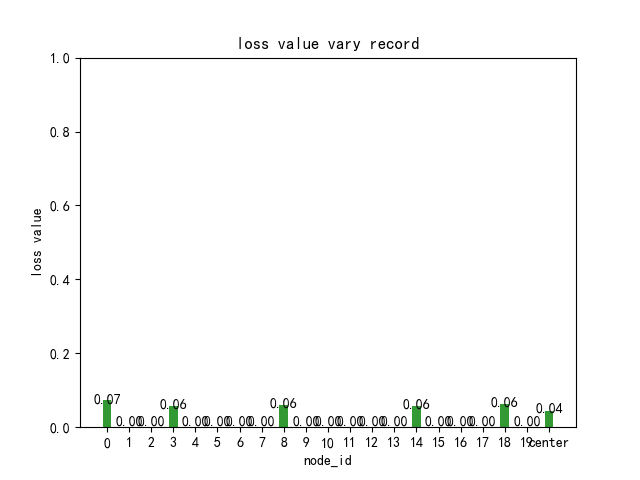 loss value vary record
1.0
0.8
0.6
0.4
0.2
0.0
loss value
0.07 0.00 0.00 0.06 0.00 0.00 0.00 0.00 0.06 0.00 0.00 0.00 0.00 0.00 0.06 0.00 0.00 0.00 0.06 0.00 0.04
0 1 2 3 4 5 6 7 8 9 10 11 12 13 14 15 16 17 18 19 center
node_id